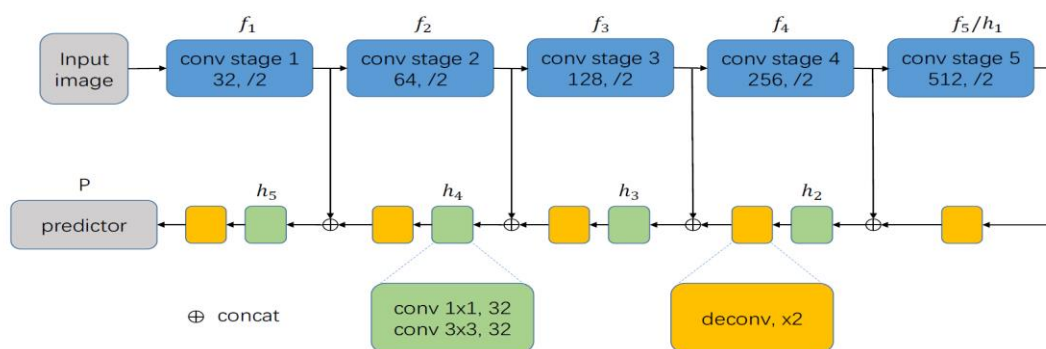 f₁
f₂
f₃
f₄
f₅/h₁
Input
image
conv stage 1
32, /2
conv stage 2
64, /2
conv stage 3
128, /2
conv stage 4
256, /2
conv stage 5
512, /2
P
h₅
h₄
h₃
h₂
predictor
⊕ concat
conv 1x1, 32
conv 3x3, 32
deconv, x2